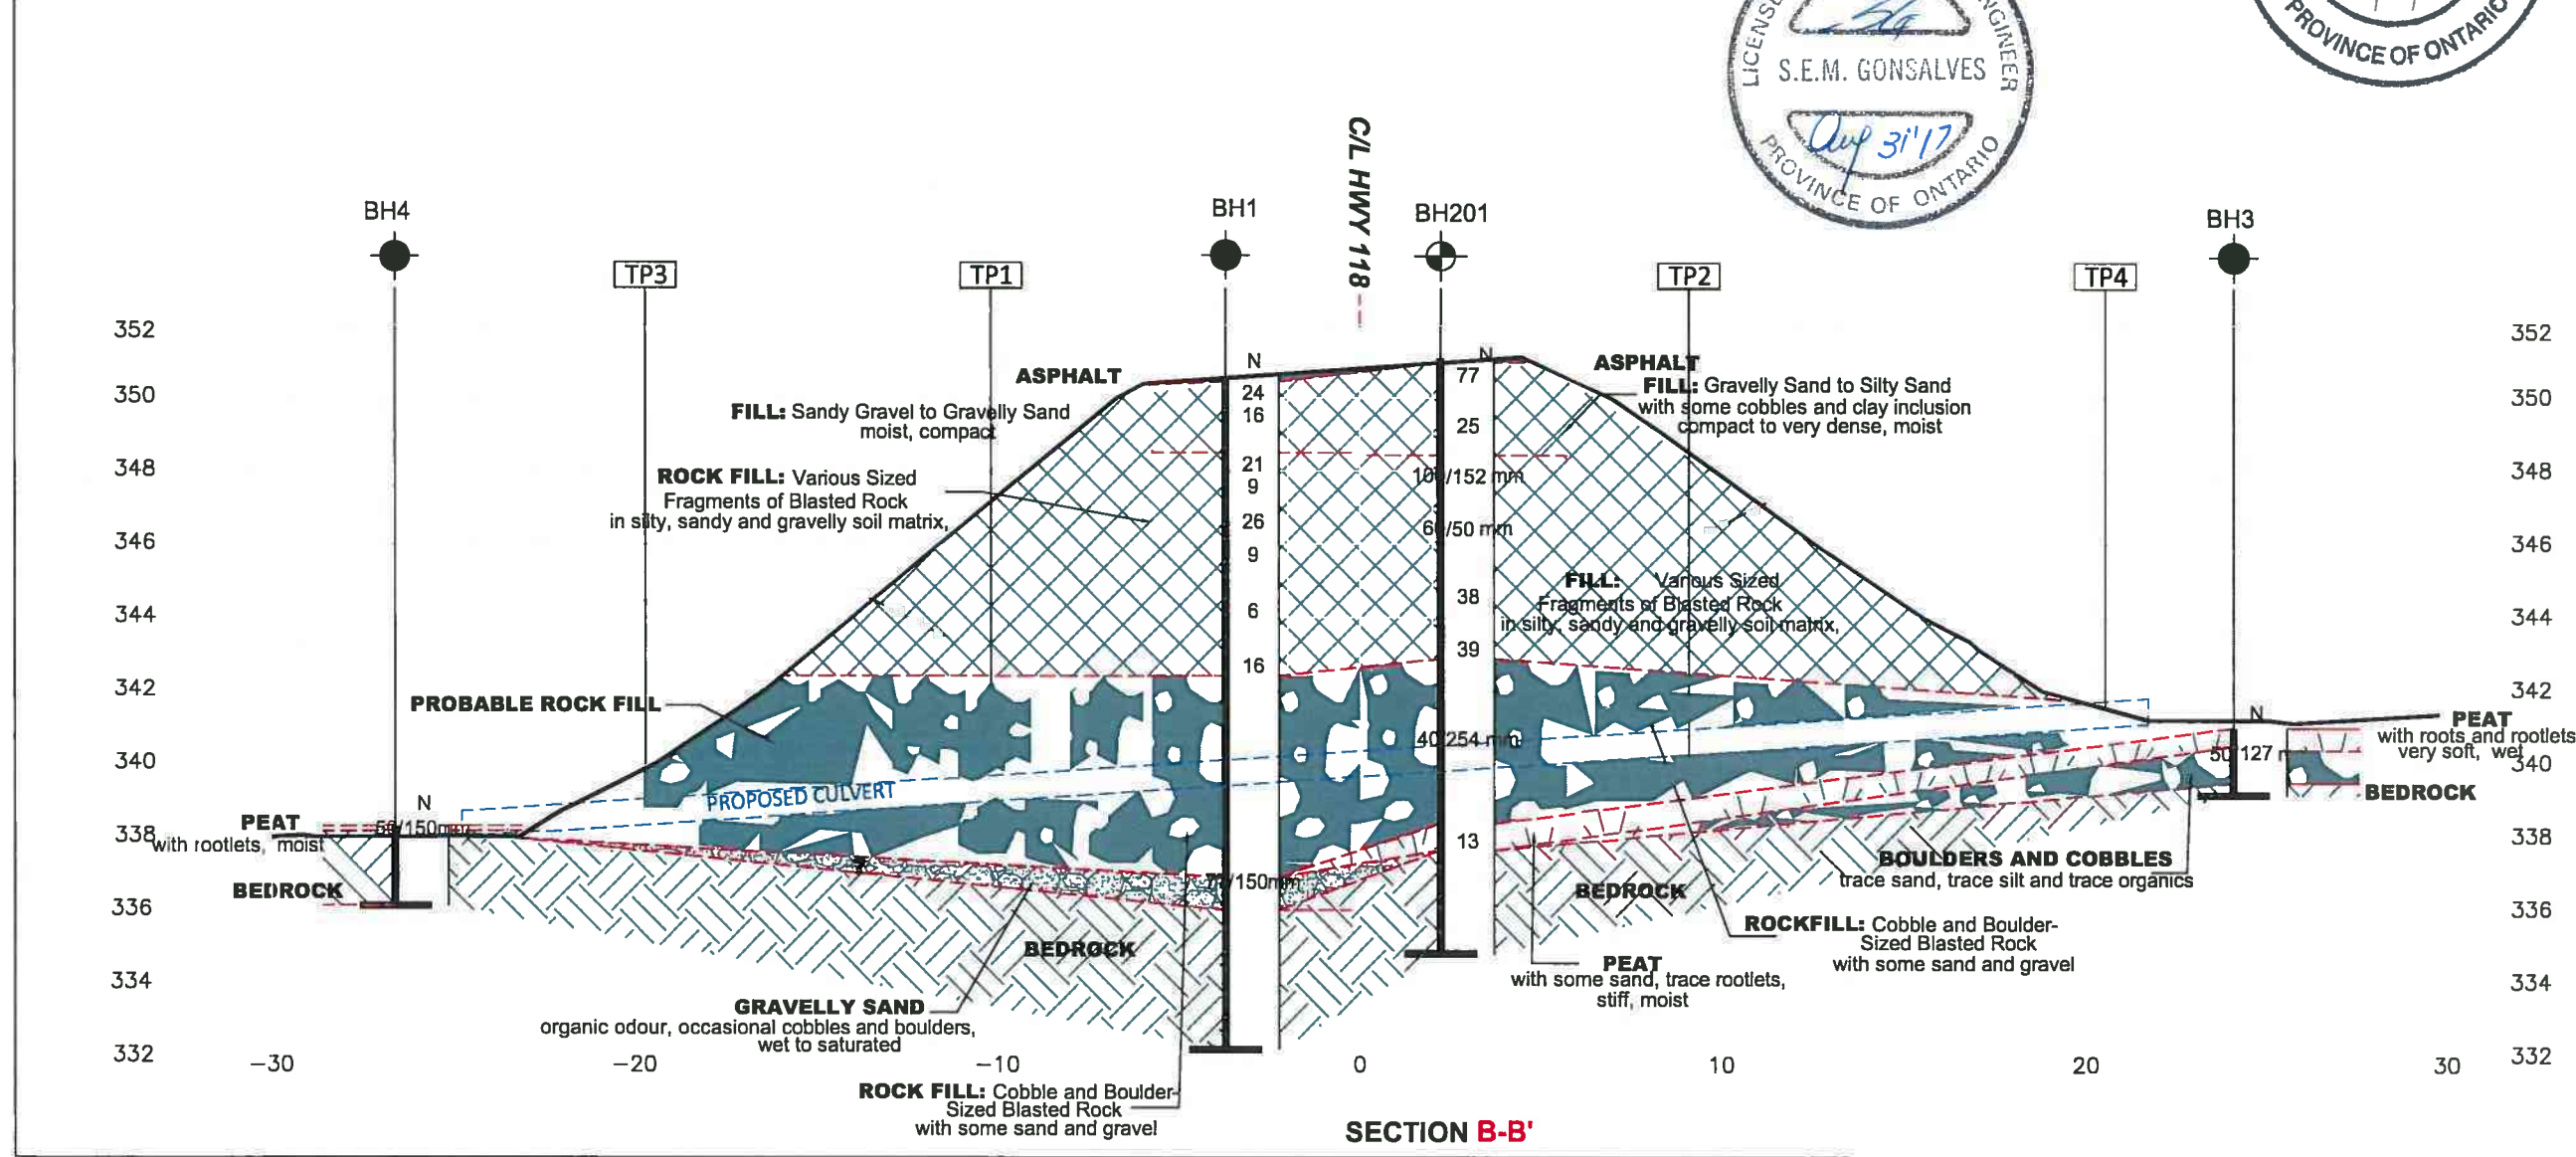 LICENSE
NGINEER
S.E.M. GONSALVES
Aug 31'17
PROVINCE OF ONTARIO
PROVINCE OF ONTARIO
C/L HWY 118
BH4
BH1
BH201
BH3
TP3
TP1
TP2
TP4
352
352
N
N
ASPHALT
ASPHALT
77
350
24
350
FILL: Sandy Gravel to Gravelly Sand
moist, compact
16
FILL: Gravelly Sand to Silty Sand
with some cobbles and clay inclusion
compact to very dense, moist
25
348
21
348
ROCK FILL: Various Sized
Fragments of Blasted Rock
in silty, sandy and gravelly soil matrix,
9
100/152 mm
26
60/50 mm
346
9
346
FILL: Various Sized
Fragments of Blasted Rock
in silty, sandy and gravelly soil matrix,
38
344
6
344
39
16
342
342
PROBABLE ROCK FILL
N
PEAT
with roots and rootlets
very soft, wet
40/254 mm
340
50/127
340
BEDROCK
PROPOSED CULVERT
N
PEAT
with rootlets, moist
50/150mm
338
13
338
BOULDERS AND COBBLES
trace sand, trace silt and trace organics
/150mm
BEDROCK
BEDROCK
336
336
ROCKFILL: Cobble and Boulder-
Sized Blasted Rock
with some sand and gravel
BEDROCK
PEAT
with some sand, trace rootlets,
stiff, moist
334
334
GRAVELLY SAND
organic odour, occasional cobbles and boulders,
wet to saturated
332
-30
-20
-10
0
10
20
30
332
ROCK FILL: Cobble and Boulder-
Sized Blasted Rock
with some sand and gravel
SECTION B-B'